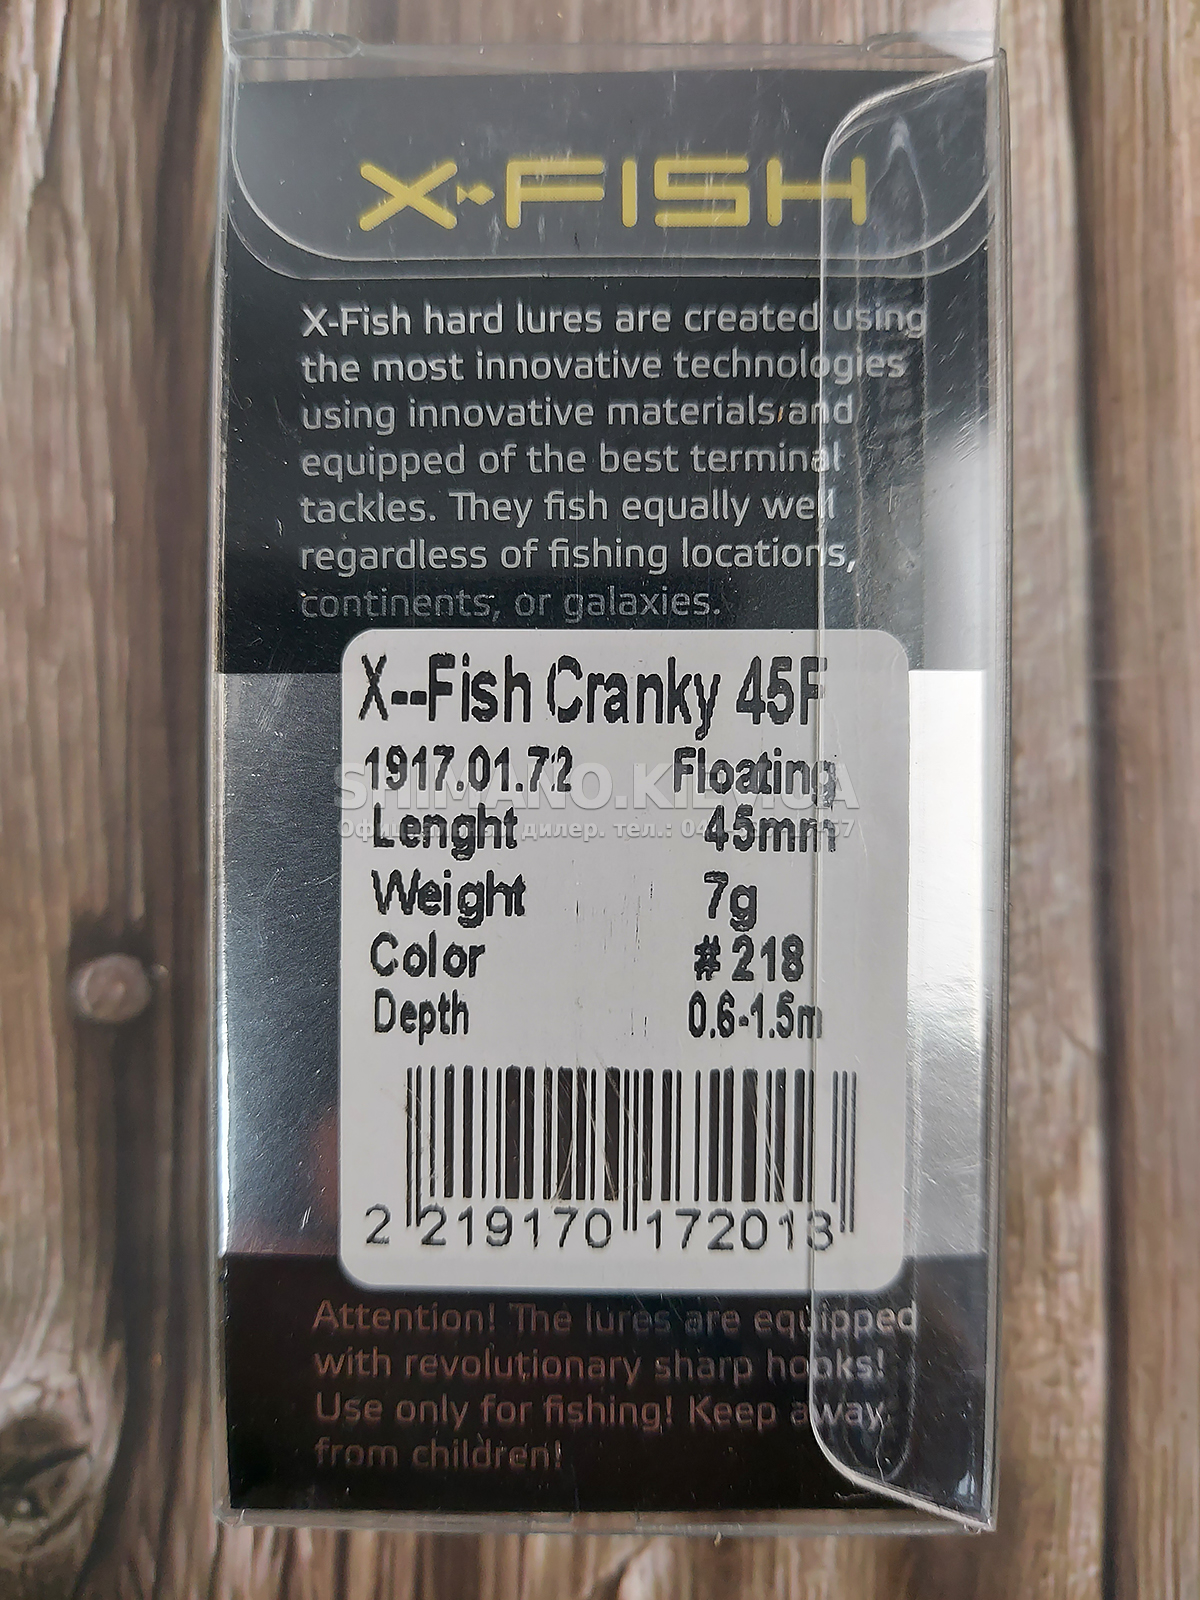 X-FISH
X-Fish hard lures are created using
the most innovative technologies
using innovative materials and
equipped of the best terminal
tackles. They fish equally well
regardless of fishing locations,
continents, or galaxies.
X--Fish Cranky 45F
1917.01.72 Floating
SHIMANO.KIEV.UA
Lenght 45mm
дилер. тел.:
Weight 7g
Color # 218
Depth 0.6-1.5m
2 219170 172013
Attention! The lures are equipped
with revolutionary sharp hooks!
Use only for fishing! Keep away
from children!